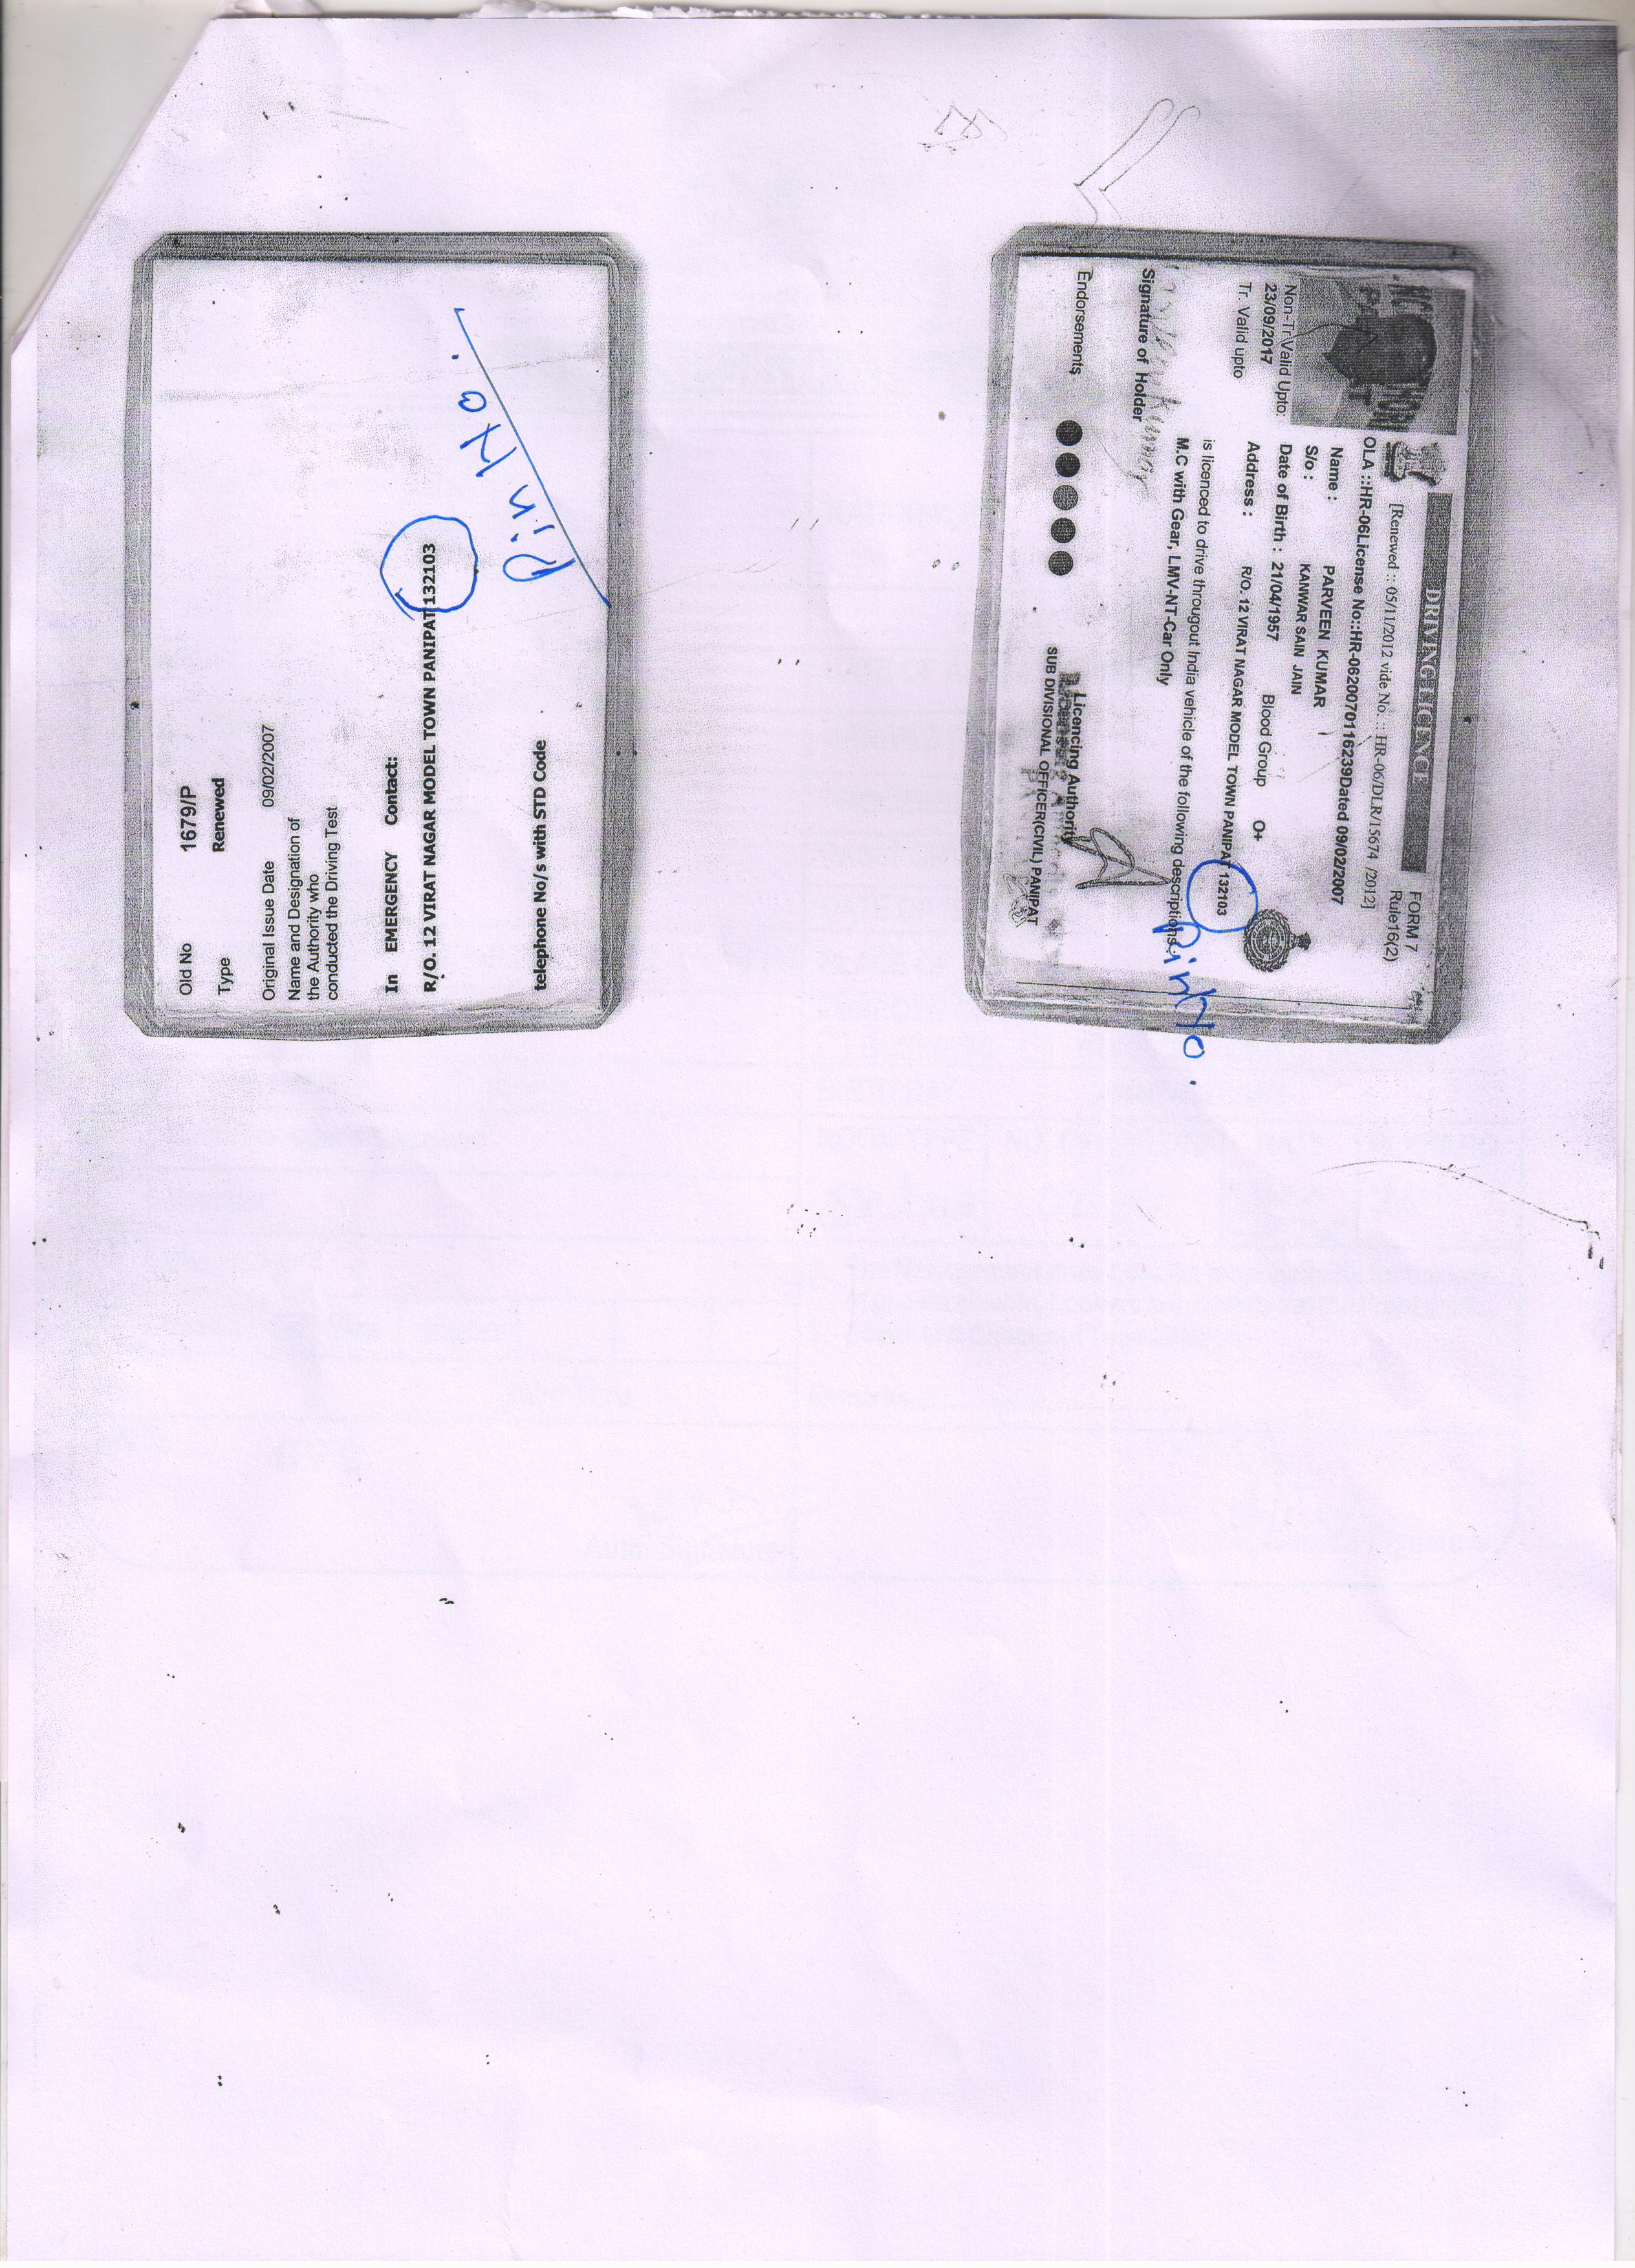 DRIVING LICENCE
FORM 7
Rule16(2)
[Renewed :: 05/11/2012 vide No. :: HR-06/DLR/15674 /2012]
OLA ::HR-06License No::HR-0620070116239Dated 09/02/2007
Name : PARVEEN KUMAR
S/o : KANWAR SAIN JAIN
Date of Birth : 21/04/1957 Blood Group O+
Address : R/O. 12 VIRAT NAGAR MODEL TOWN PANIPAT 132103
Non-Tr.Valid Upto:
23/09/2017
Tr. Valid upto
is licenced to drive througout India vehicle of the following descriptions.
M.C with Gear, LMV-NT-Car Only
Pin No.
Signature of Holder
Licencing Authority
SUB DIVISIONAL OFFICER(CIVIL) PANIPAT
Endorsements
Old No 1679/P
Type Renewed
Original Issue Date 09/02/2007
Name and Designation of
the Authority who
conducted the Driving Test
In EMERGENCY Contact:
R/O. 12 VIRAT NAGAR MODEL TOWN PANIPAT 132103
Pin No.
telephone No/s with STD Code